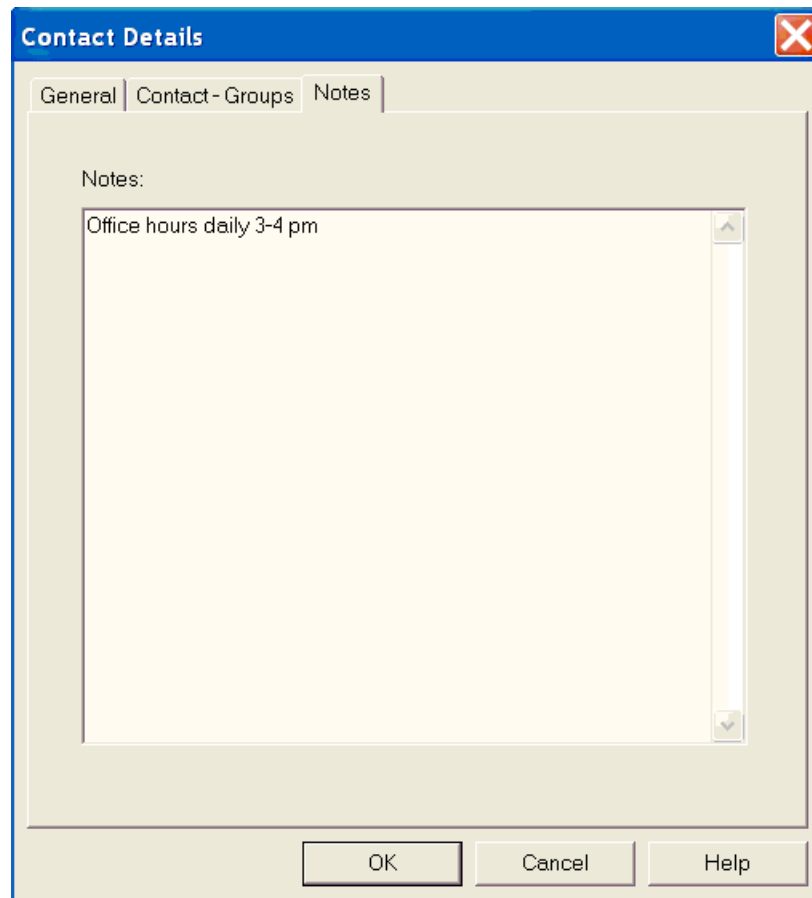 Contact Details
General Contact-Groups Notes
Notes:
Office hours daily 3-4 pm
OK Cancel Help